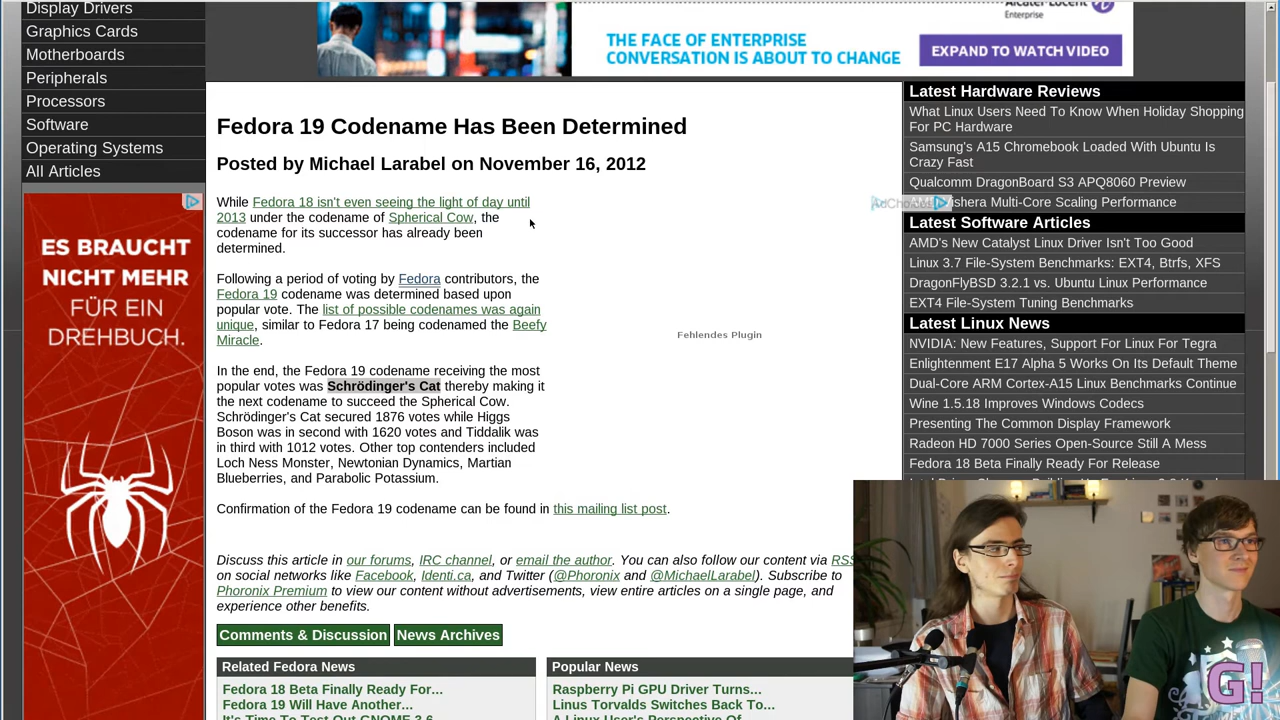 Display Drivers
Graphics Cards
Motherboards
Peripherals
Processors
Software
Operating Systems
All Articles
ES BRAUCHT
NICHT MEHR
FÜR EIN
DREHBUCH.
Alcatel-Lucent
Enterprise
THE FACE OF ENTERPRISE
CONVERSATION IS ABOUT TO CHANGE
EXPAND TO WATCH VIDEO
Fedora 19 Codename Has Been Determined
Posted by Michael Larabel on November 16, 2012
While Fedora 18 isn't even seeing the light of day until
2013 under the codename of Spherical Cow, the
codename for its successor has already been
determined.
Following a period of voting by Fedora contributors, the
Fedora 19 codename was determined based upon
popular vote. The list of possible codenames was again
unique, similar to Fedora 17 being codenamed the Beefy
Miracle.
In the end, the Fedora 19 codename receiving the most
popular votes was Schrödinger's Cat thereby making it
the next codename to succeed the Spherical Cow.
Schrödinger's Cat secured 1876 votes while Higgs
Boson was in second with 1620 votes and Tiddalik was
in third with 1012 votes. Other top contenders included
Loch Ness Monster, Newtonian Dynamics, Martian
Blueberries, and Parabolic Potassium.
Confirmation of the Fedora 19 codename can be found in this mailing list post.
Fehlendes Plugin
Discuss this article in our forums, IRC channel, or email the author. You can also follow our content via RSS
on social networks like Facebook, Identi.ca, and Twitter (@Phoronix and @MichaelLarabel). Subscribe to
Phoronix Premium to view our content without advertisements, view entire articles on a single page, and
experience other benefits.
Comments & Discussion News Archives
Related Fedora News
Fedora 18 Beta Finally Ready For...
Fedora 19 Will Have Another...
It's Time To Test Out GNOME 3.6
Popular News
Raspberry Pi GPU Driver Turns...
Linus Torvalds Switches Back To...
A Linux User's Perspective Of
Latest Hardware Reviews
What Linux Users Need To Know When Holiday Shopping
For PC Hardware
Samsung's A15 Chromebook Loaded With Ubuntu Is
Crazy Fast
Qualcomm DragonBoard S3 APQ8060 Preview
AdChoices
Vishera Multi-Core Scaling Performance
Latest Software Articles
AMD's New Catalyst Linux Driver Isn't Too Good
Linux 3.7 File-System Benchmarks: EXT4, Btrfs, XFS
DragonFlyBSD 3.2.1 vs. Ubuntu Linux Performance
EXT4 File-System Tuning Benchmarks
Latest Linux News
NVIDIA: New Features, Support For Linux For Tegra
Enlightenment E17 Alpha 5 Works On Its Default Theme
Dual-Core ARM Cortex-A15 Linux Benchmarks Continue
Wine 1.5.18 Improves Windows Codecs
Presenting The Common Display Framework
Radeon HD 7000 Series Open-Source Still A Mess
Fedora 18 Beta Finally Ready For Release
G!